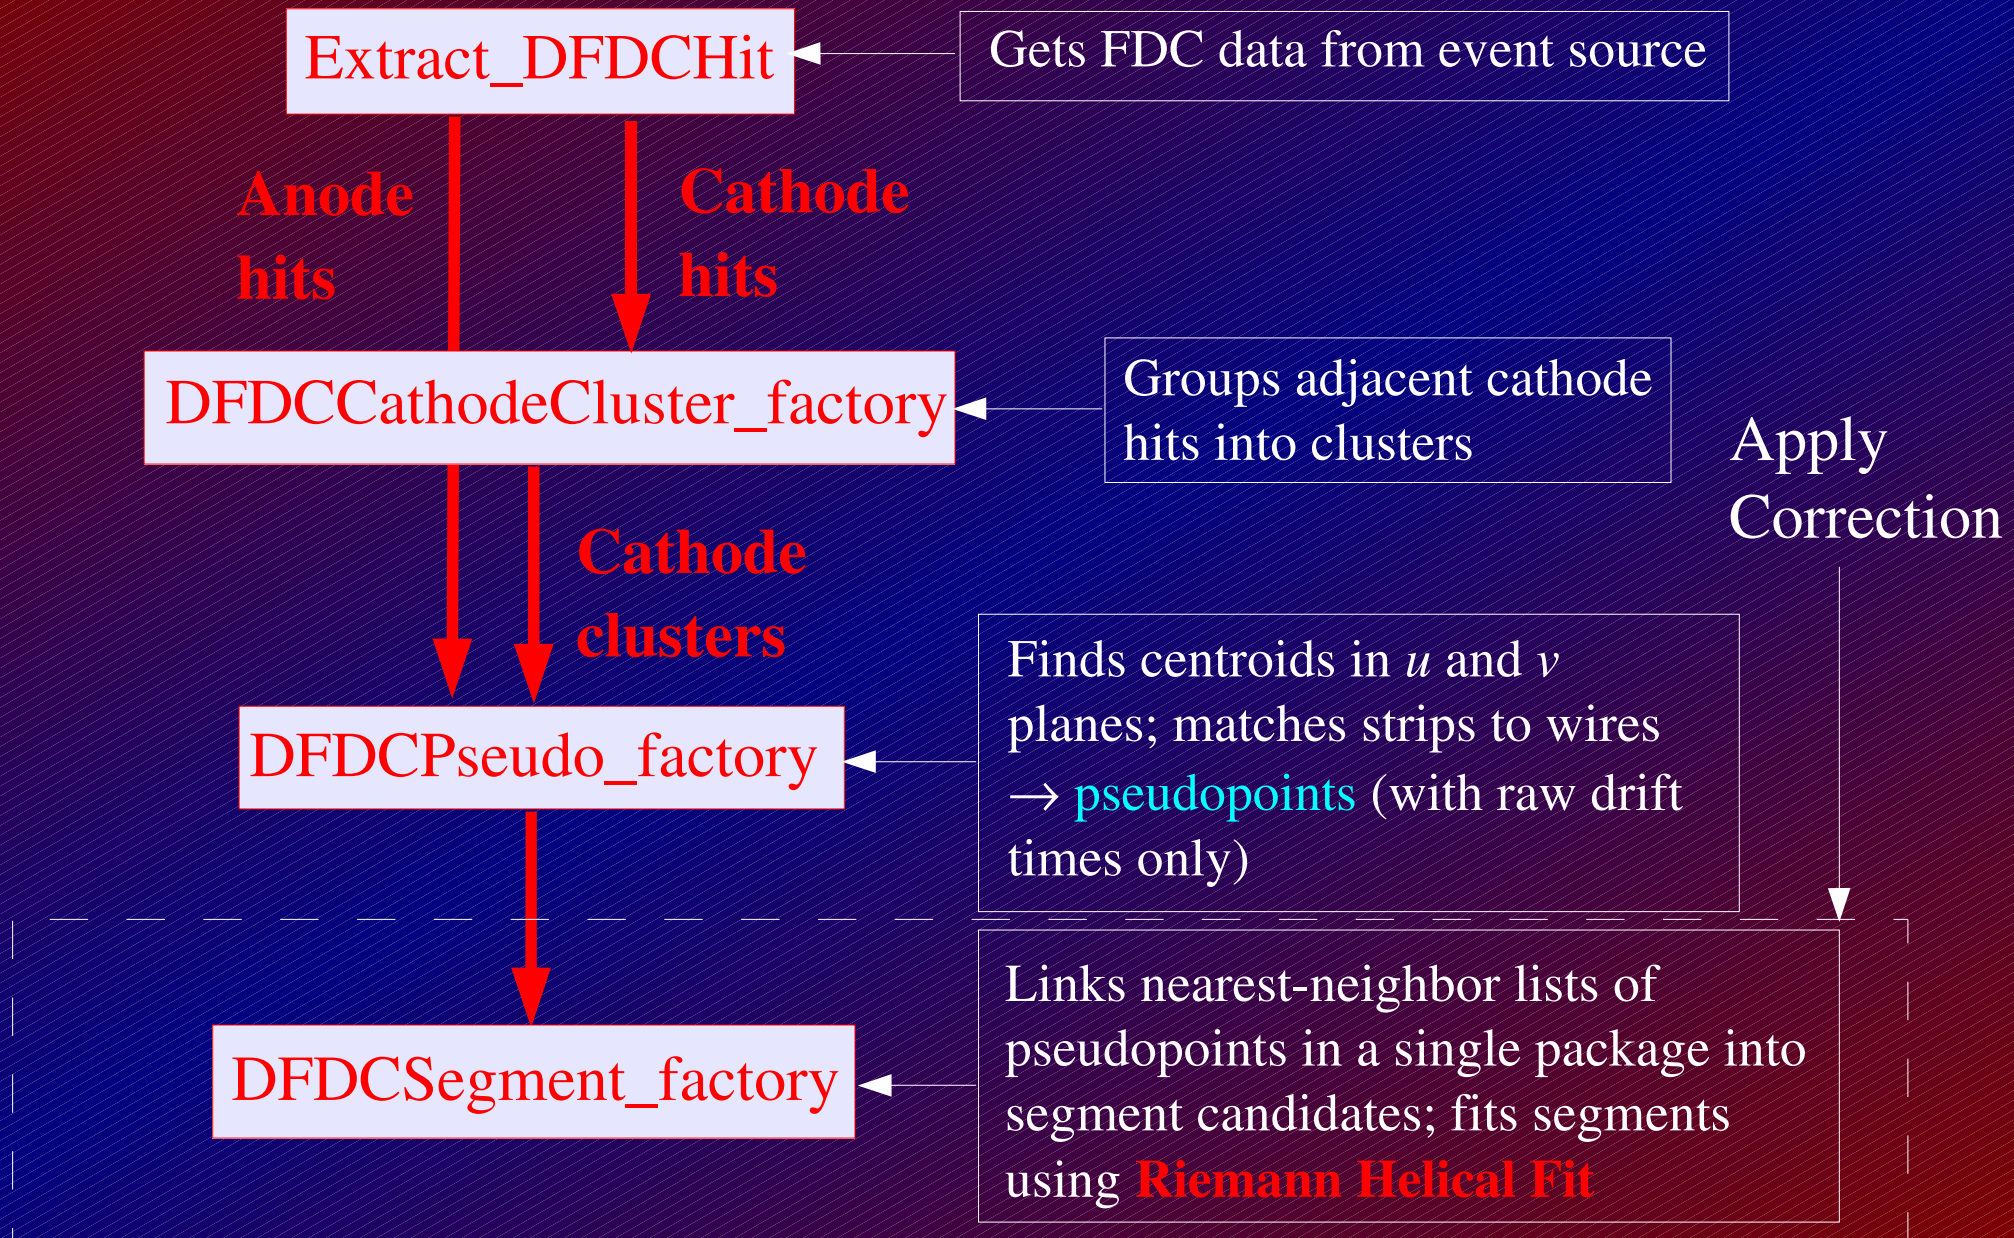 Extract_DFDCHit
Gets FDC data from event source
Anode
hits
Cathode
hits
DFDCCathodeCluster_factory
Groups adjacent cathode
hits into clusters
Apply
Correction
Cathode
clusters
DFDCPseudo_factory
Finds centroids in u and v
planes; matches strips to wires
→ pseudopoints (with raw drift
times only)
DFDCSegment_factory
Links nearest-neighbor lists of
pseudopoints in a single package into
segment candidates; fits segments
using Riemann Helical Fit